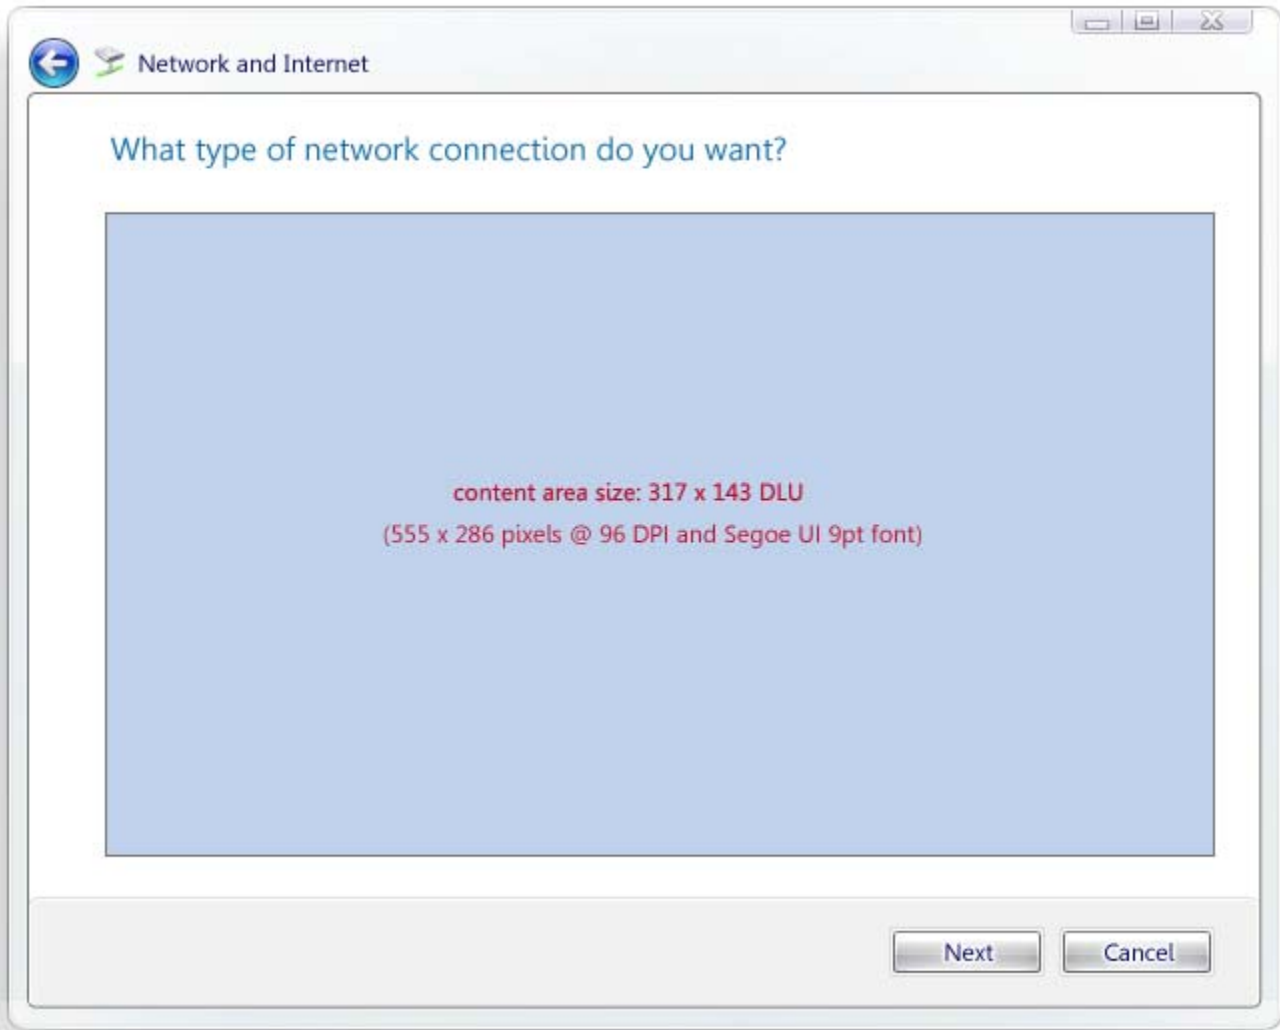 Network and Internet
What type of network connection do you want?
content area size: 317 x 143 DLU
(555 x 286 pixels @ 96 DPI and Segoe UI 9pt font)
Next Cancel